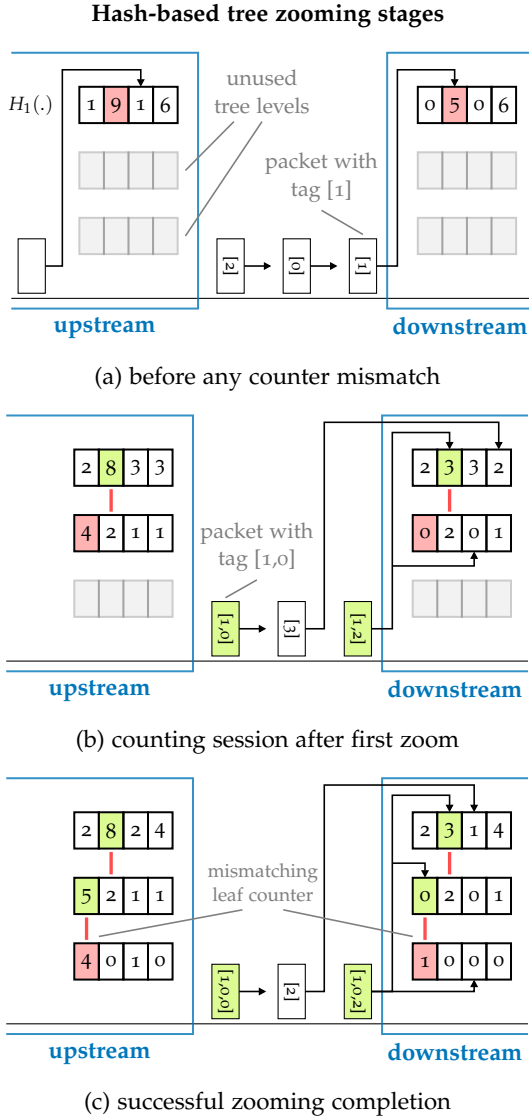 Hash-based tree zooming stages
H₁(.)
1 9 1 6
unused
tree levels
0 5 0 6
packet with
tag [1]
[2]
[0]
[1]
upstream
downstream
(a) before any counter mismatch
2 8 3 3
2 3 3 2
4 2 1 1
0 2 0 1
packet with
tag [1,0]
[1,0]
[3]
[1,2]
upstream
downstream
(b) counting session after first zoom
2 8 2 4
2 3 1 4
5 2 1 1
mismatching
leaf counter
0 2 0 1
4 0 1 0
1 0 0 0
[1,0,0]
[2]
[1,0,2]
upstream
downstream
(c) successful zooming completion